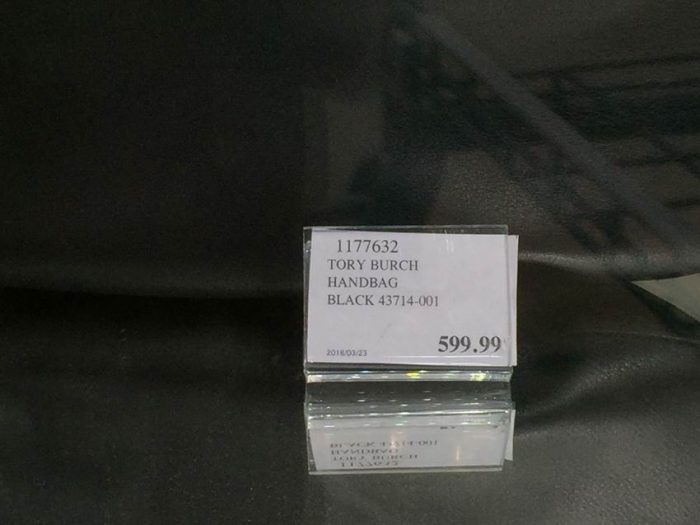 1177632
TORY BURCH
HANDBAG
BLACK 43714-001
599.99
2018/03/23